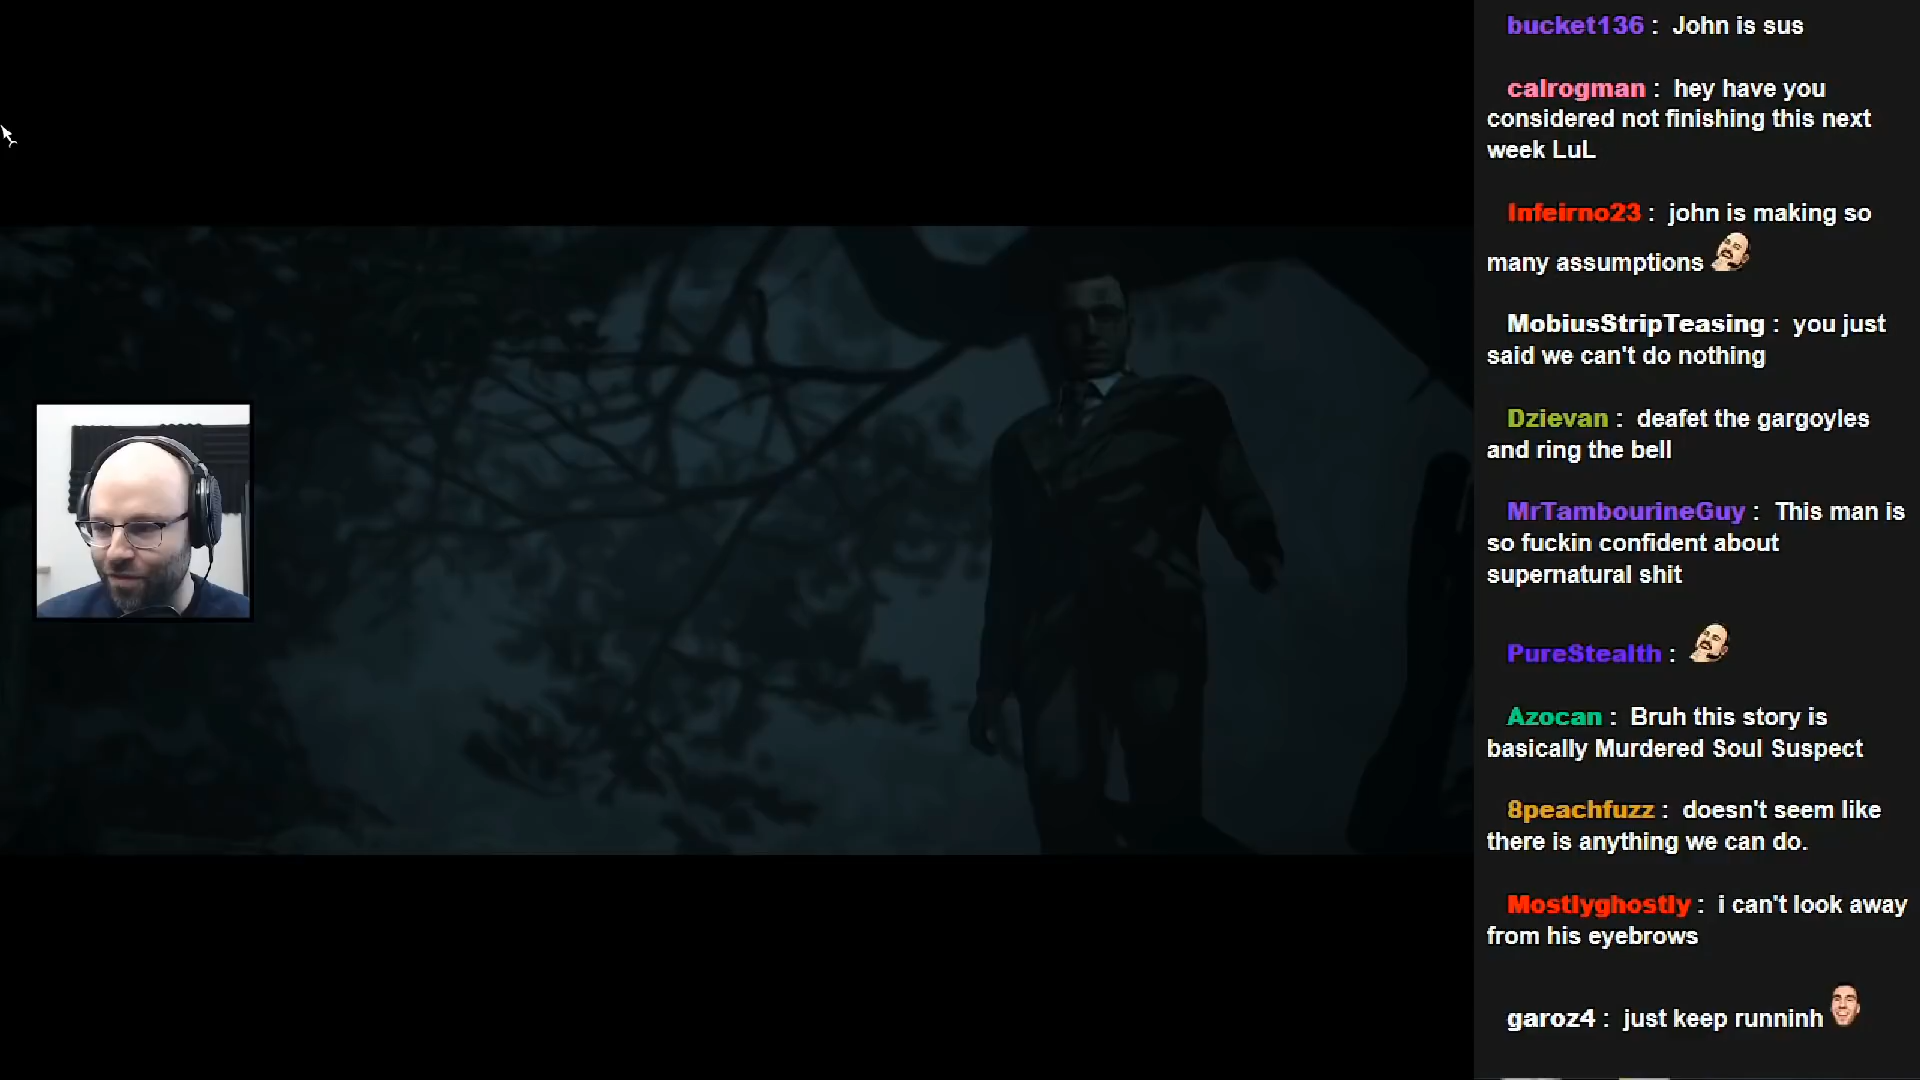 bucket136 : John is sus
calrogman : hey have you
considered not finishing this next
week LuL
Infeirno23 : john is making so
many assumptions
MobiusStripTeasing : you just
said we can't do nothing
Dzievan : deafet the gargoyles
and ring the bell
MrTambourineGuy : This man is
so fuckin confident about
supernatural shit
PureStealth :
Azocan : Bruh this story is
basically Murdered Soul Suspect
8peachfuzz : doesn't seem like
there is anything we can do.
Mostlyghostly : i can't look away
from his eyebrows
garoz4 : just keep runninh